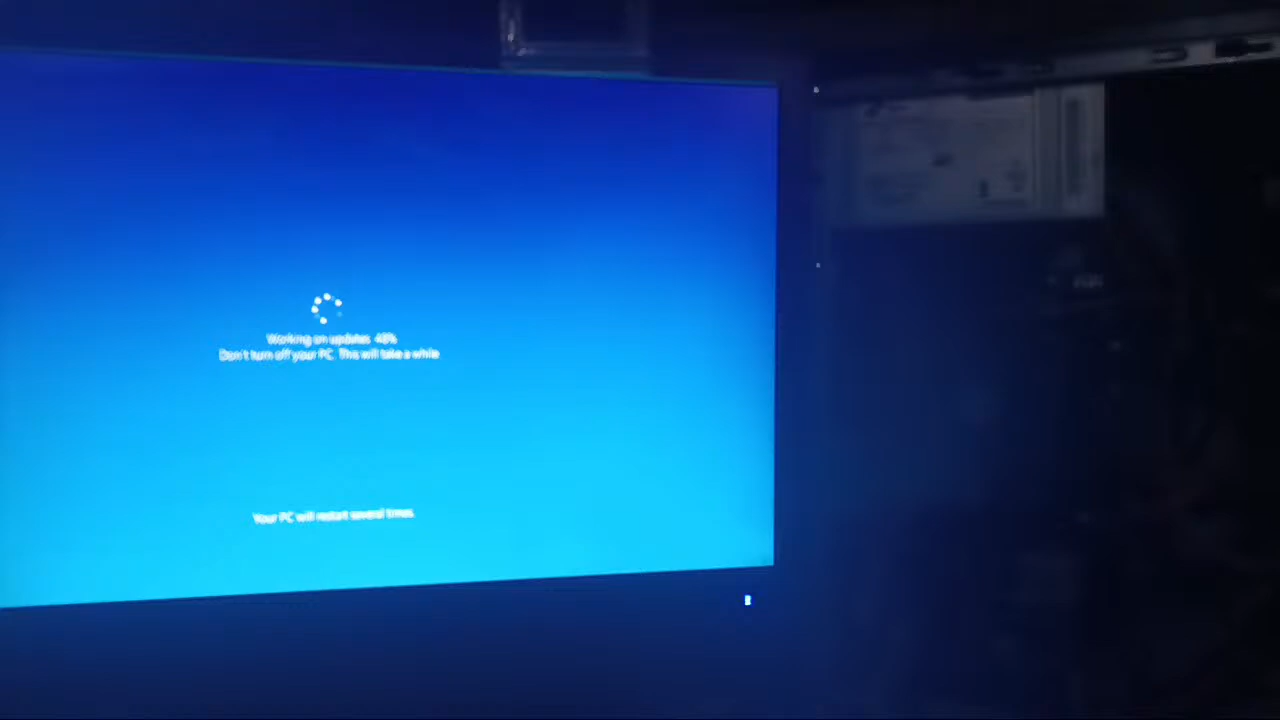 Working on updates 48%
Don't turn off your PC. This will take a while
Your PC will restart several times